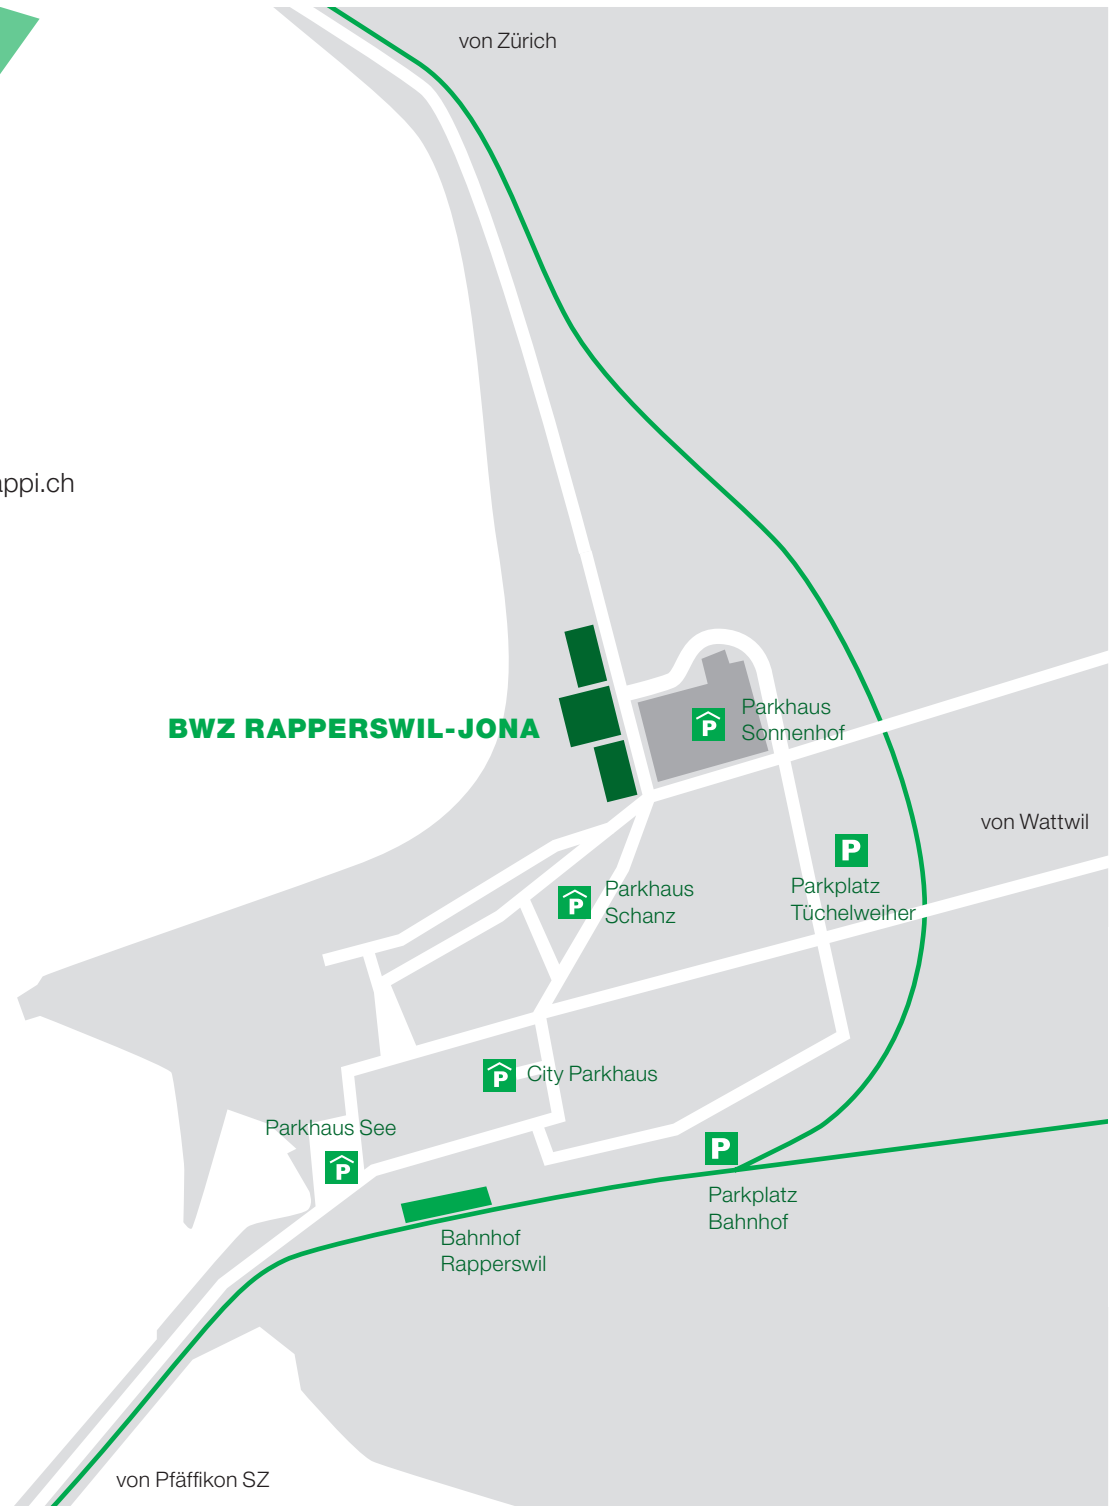 von Zürich
appi.ch
Parkhaus
Sonnenhof
BWZ RAPPERSWIL-JONA
P
von Wattwil
P
Parkhaus
Schanz
P
Parkplatz
Tüchelweiher
P
City Parkhaus
Parkhaus See
P
P
Parkplatz
Bahnhof
Bahnhof
Rapperswil
von Pfäffikon SZ